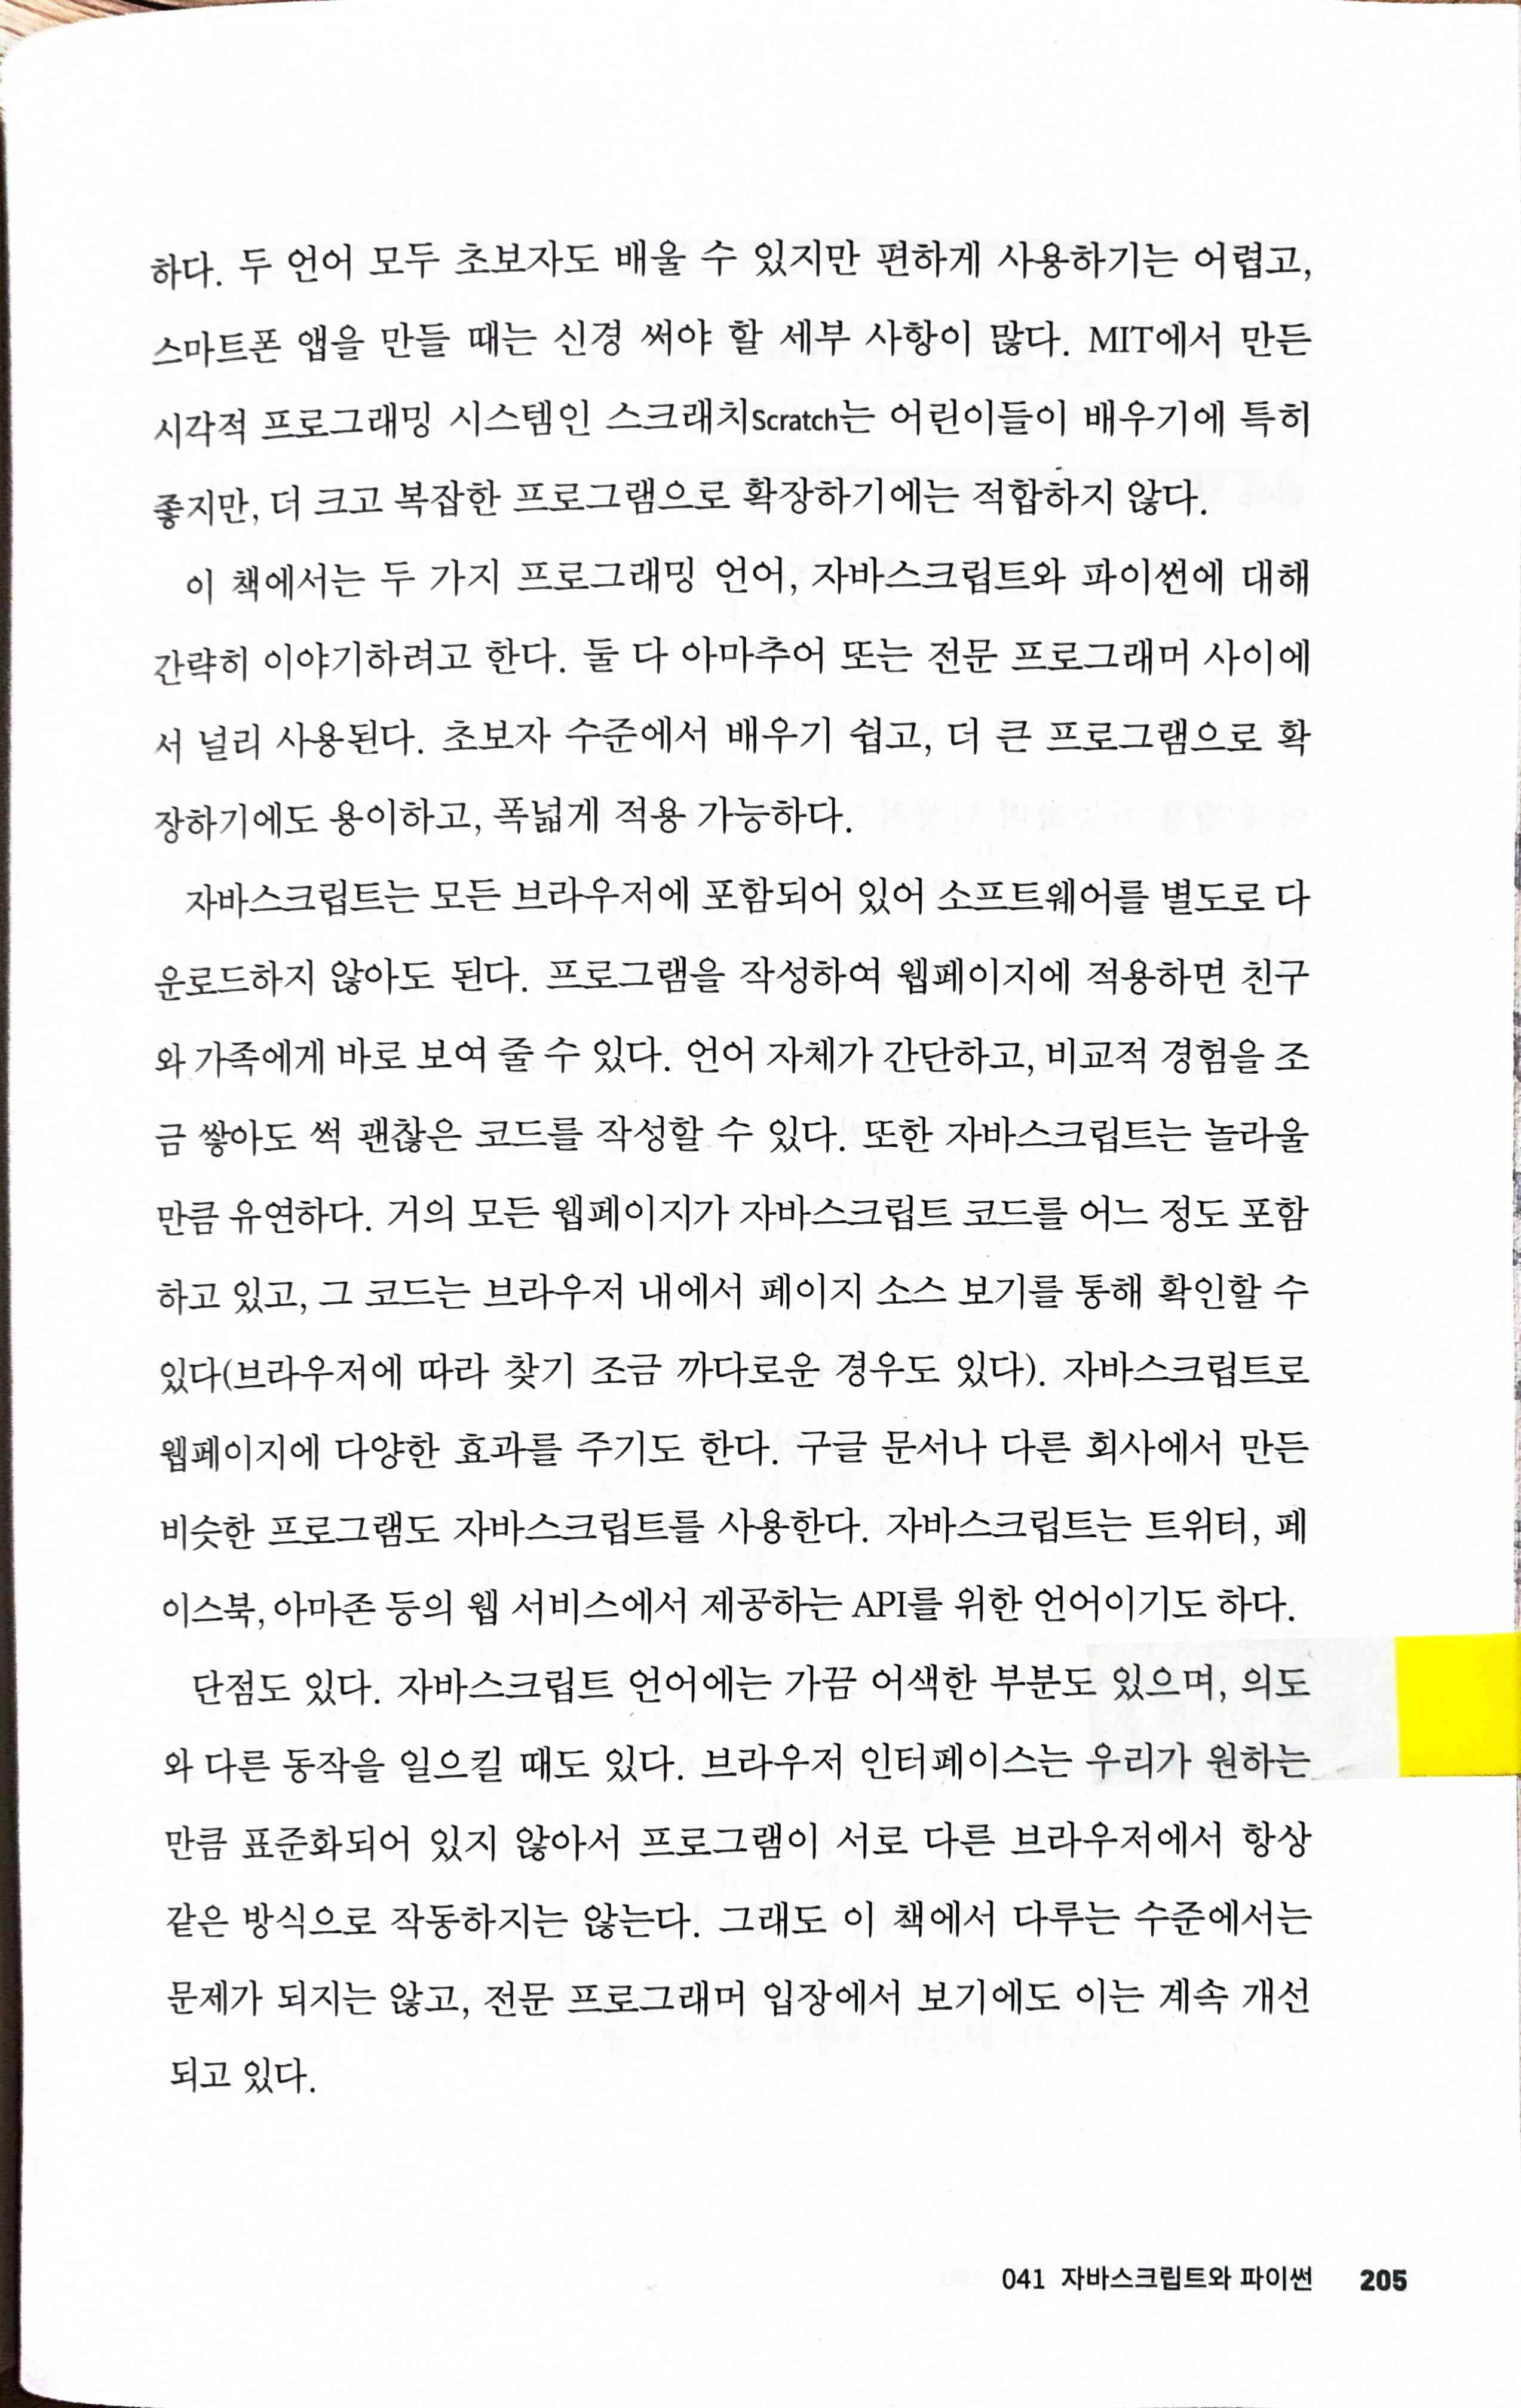 하다. 두 언어 모두 초보자도 배울 수 있지만 편하게 사용하기는 어렵고,
스마트폰 앱을 만들 때는 신경 써야 할 세부 사항이 많다. MIT에서 만든
시각적 프로그래밍 시스템인 스크래치Scratch는 어린이들이 배우기에 특히
좋지만, 더 크고 복잡한 프로그램으로 확장하기에는 적합하지 않다.
이 책에서는 두 가지 프로그래밍 언어, 자바스크립트와 파이썬에 대해
간략히 이야기하려고 한다. 둘 다 아마추어 또는 전문 프로그래머 사이에
서 널리 사용된다. 초보자 수준에서 배우기 쉽고, 더 큰 프로그램으로 확
장하기에도 용이하고, 폭넓게 적용 가능하다.
자바스크립트는 모든 브라우저에 포함되어 있어 소프트웨어를 별도로 다
운로드하지 않아도 된다. 프로그램을 작성하여 웹페이지에 적용하면 친구
와 가족에게 바로 보여 줄 수 있다. 언어 자체가 간단하고, 비교적 경험을 조
금 쌓아도 썩 괜찮은 코드를 작성할 수 있다. 또한 자바스크립트는 놀라울
만큼 유연하다. 거의 모든 웹페이지가 자바스크립트 코드를 어느 정도 포함
하고 있고, 그 코드는 브라우저 내에서 페이지 소스 보기를 통해 확인할 수
있다(브라우저에 따라 찾기 조금 까다로운 경우도 있다). 자바스크립트로
웹페이지에 다양한 효과를 주기도 한다. 구글 문서나 다른 회사에서 만든
비슷한 프로그램도 자바스크립트를 사용한다. 자바스크립트는 트위터, 페
이스북, 아마존 등의 웹 서비스에서 제공하는 API를 위한 언어이기도 하다.
단점도 있다. 자바스크립트 언어에는 가끔 어색한 부분도 있으며, 의도
와 다른 동작을 일으킬 때도 있다. 브라우저 인터페이스는 우리가 원하는
만큼 표준화되어 있지 않아서 프로그램이 서로 다른 브라우저에서 항상
같은 방식으로 작동하지는 않는다. 그래도 이 책에서 다루는 수준에서는
문제가 되지는 않고, 전문 프로그래머 입장에서 보기에도 이는 계속 개선
되고 있다.
041 자바스크립트와 파이썬 205